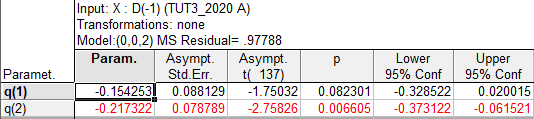 Input: X : D(-1) (TUT3_2020 A)
Transformations: none
Model:(0,0,2) MS Residual= .97788
Paramet. Param. Asympt. Std.Err. Asympt. t( 137) p Lower 95% Conf Upper 95% Conf
q(1) -0.154253 0.088129 -1.75032 0.082301 -0.328522 0.020015
q(2) -0.217322 0.078789 -2.75826 0.006605 -0.373122 -0.061521